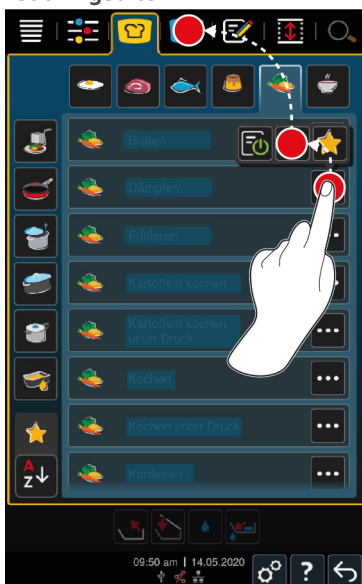 Braten
Dämpfen
Frittieren
Kartoffeln kochen
Kartoffeln kochen
unter Druck
Kochen
Kochen unter Druck
Konfieren
A
Z
09:50 am | 14.05.2020
?